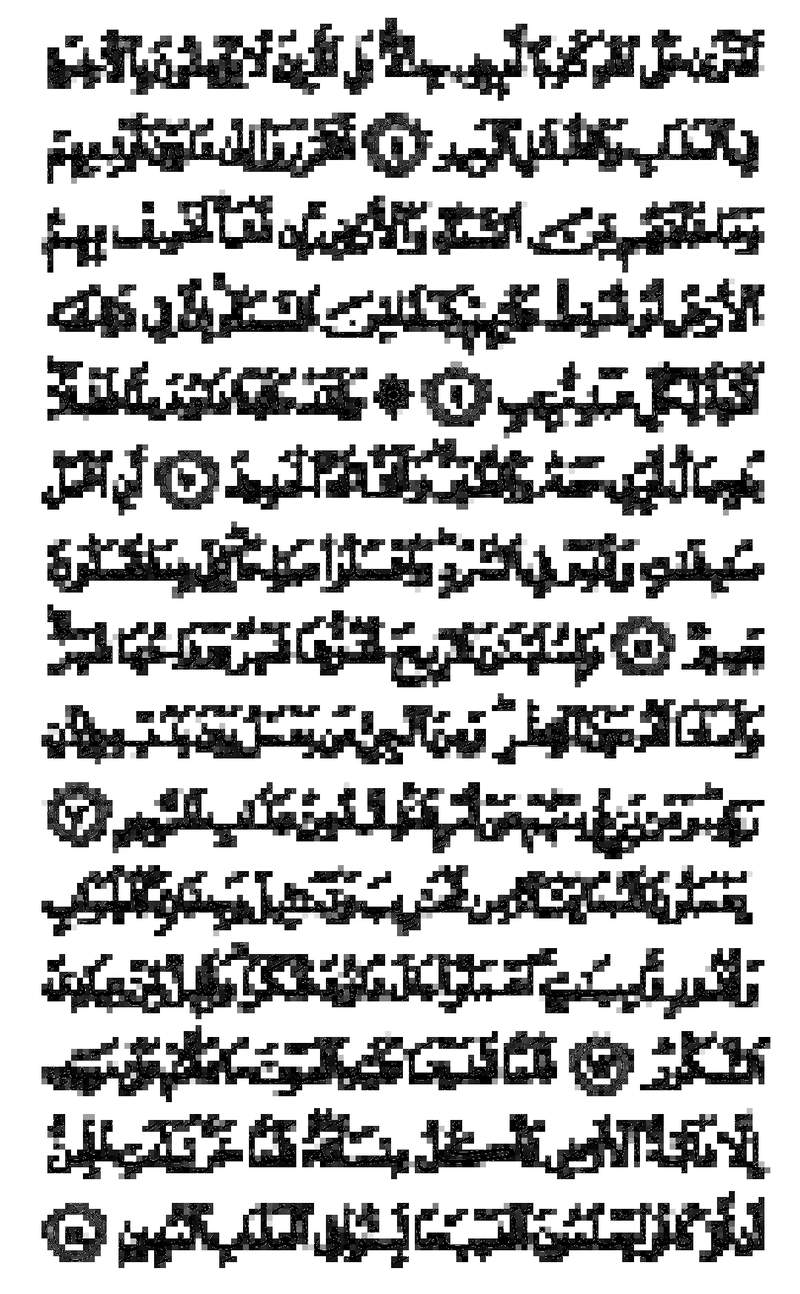 أفترى على الله كذبا أم به جنة بل الذين لا يؤمنون بالآخرة
في العذاب والضلال البعيد ٨ أفلم يروا إلى ما بين أيديهم
وما خلفهم من السماء والأرض إن نشأ نخسف بهم
الأرض أو نسقط عليهم كسفا من السماء إن في ذلك
لآية لكل عبد منيب ٩ ۞ ولقد آتينا داود منا فضلا
يا جبال أوبي معه والطير وألنا له الحديد ١٠ أن اعمل
سابغات وقدر في السرد واعملوا صالحا إني بما تعملون
بصير ١١ ولسليمان الريح غدوها شهر ورواحها شهر
وأسلنا له عين القطر ومن الجن من يعمل بين يديه بإذن
ربه ومن يزغ منهم عن أمرنا نذقه من عذاب السعير ١٢
يعملون له ما يشاء من محاريب وتماثيل وجفان كالجواب
وقدور راسيات اعملوا آل داود شكرا وقليل من عبادي
الشكور ١٣ فلما قضينا عليه الموت ما دلهم على موته
إلا دابة الأرض تأكل منسأته فلما خر تبينت الجن
أن لو كانوا يعلمون الغيب ما لبثوا في العذاب المهين ١٤